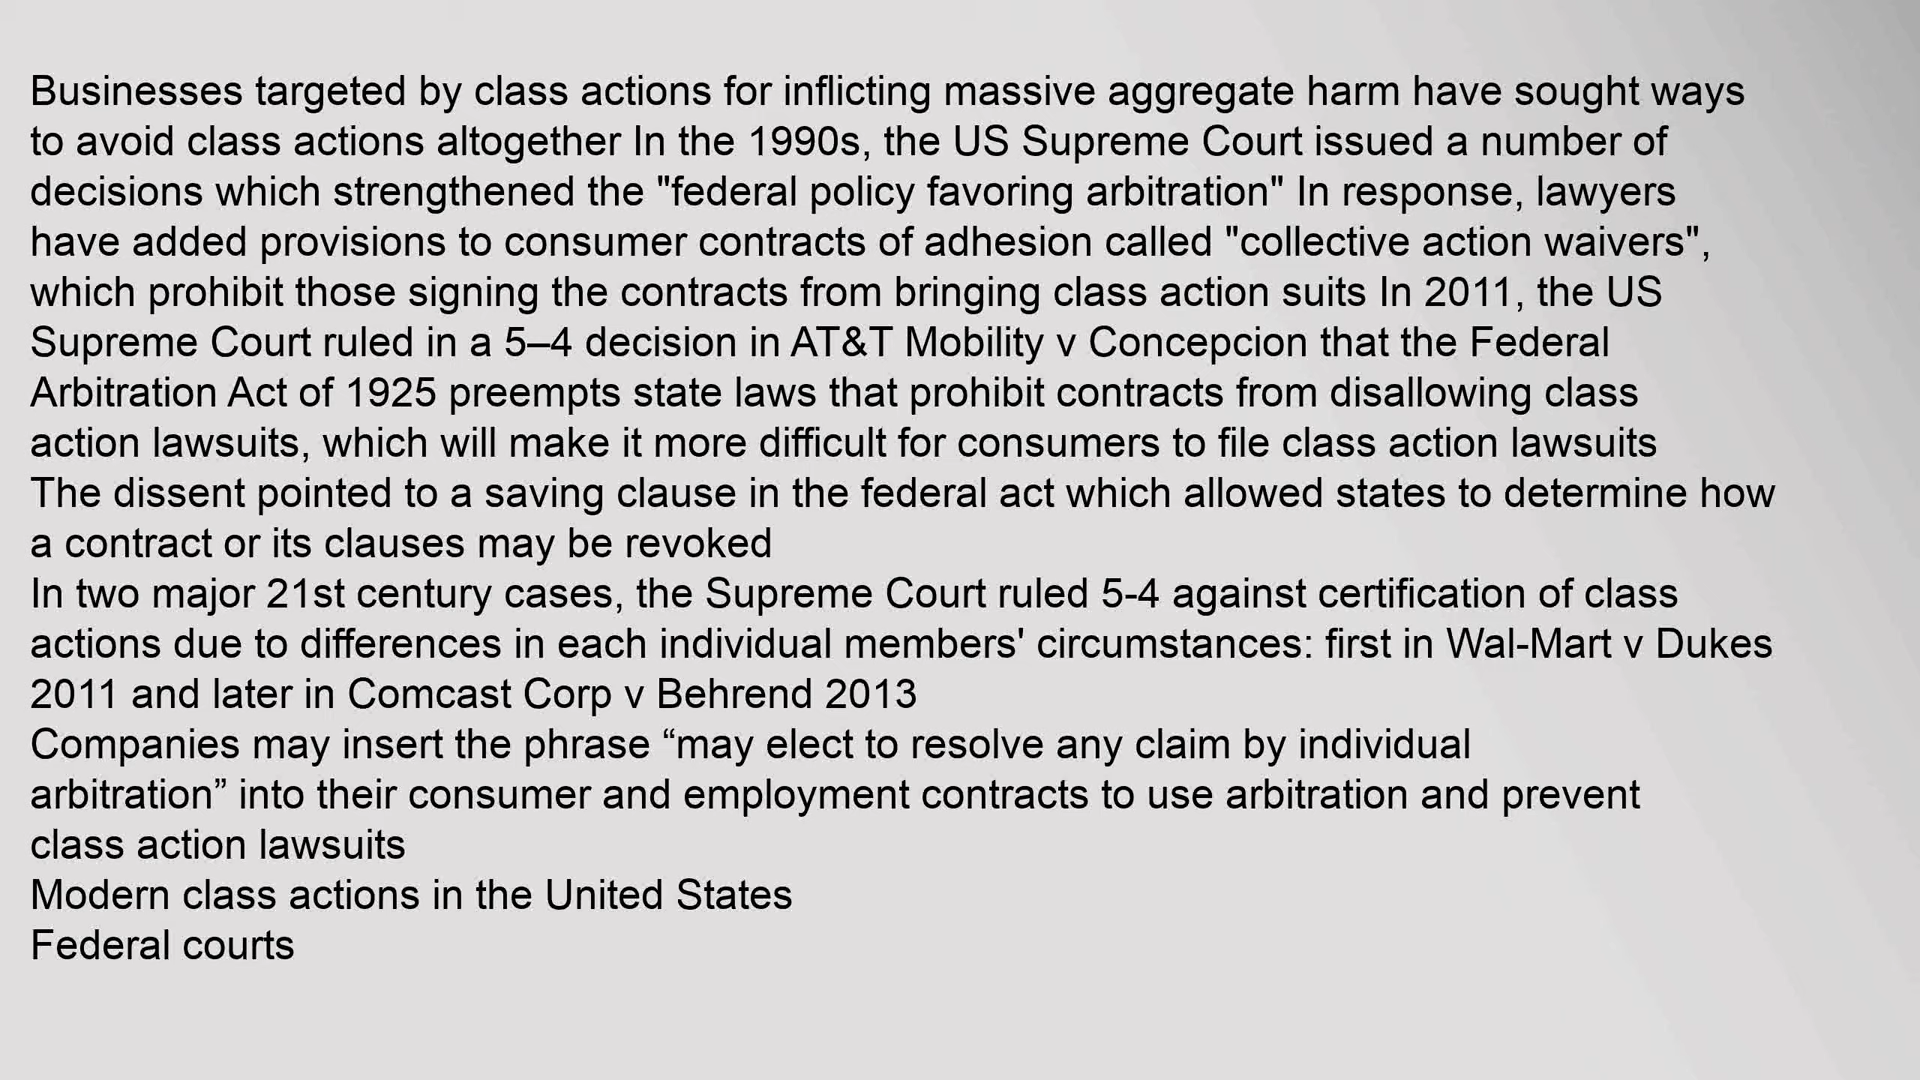 Businesses targeted by class actions for inflicting massive aggregate harm have sought ways
to avoid class actions altogether In the 1990s, the US Supreme Court issued a number of
decisions which strengthened the "federal policy favoring arbitration" In response, lawyers
have added provisions to consumer contracts of adhesion called "collective action waivers",
which prohibit those signing the contracts from bringing class action suits In 2011, the US
Supreme Court ruled in a 5–4 decision in AT&T Mobility v Concepcion that the Federal
Arbitration Act of 1925 preempts state laws that prohibit contracts from disallowing class
action lawsuits, which will make it more difficult for consumers to file class action lawsuits
The dissent pointed to a saving clause in the federal act which allowed states to determine how
a contract or its clauses may be revoked
In two major 21st century cases, the Supreme Court ruled 5-4 against certification of class
actions due to differences in each individual members' circumstances: first in Wal-Mart v Dukes
2011 and later in Comcast Corp v Behrend 2013
Companies may insert the phrase “may elect to resolve any claim by individual
arbitration” into their consumer and employment contracts to use arbitration and prevent
class action lawsuits
Modern class actions in the United States
Federal courts